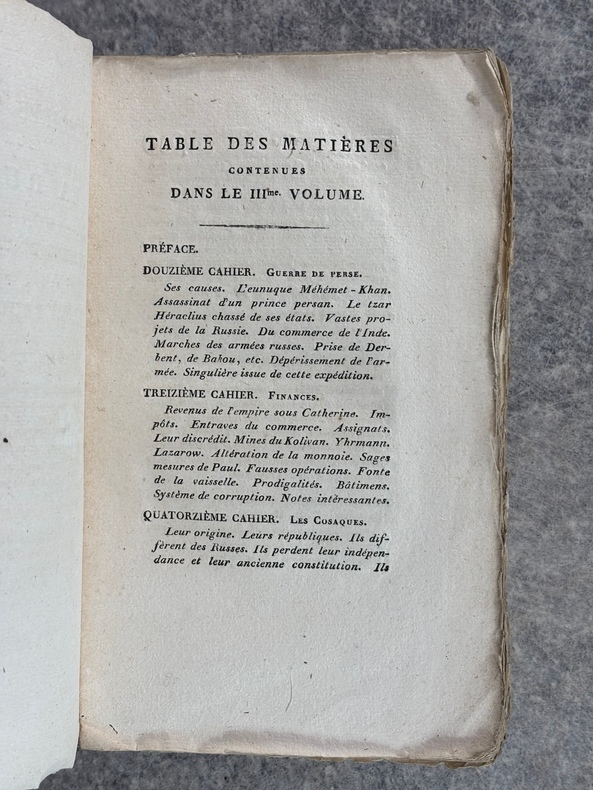 TABLE DES MATIÈRES
CONTENUES
DANS LE IIIme. VOLUME.
PRÉFACE.
DOUZIÈME CAHIER. GUERRE DE PERSE.
Ses causes. L'eunuque Méhémet-Khan.
Assassinat d'un prince persan. Le tzar
Héraclius chassé de ses états. Vastes pro-
jets de la Russie. Du commerce de l'Inde.
Marches des armées russes. Prise de Der-
bent, de Bakou, etc. Dépérissement de l'ar-
mée. Singulière issue de cette expédition.
TREIZIÈME CAHIER. FINANCES.
Revenus de l'empire sous Catherine. Im-
pôts. Entraves du commerce. Assignats.
Leur discrédit. Mines du Kolivan. Yhrmann.
Lazarow. Altération de la monnoie. Sages
mesures de Paul. Fausses opérations. Fonte
de la vaisselle. Prodigalités. Bâtimens.
Système de corruption. Notes intéressantes.
QUATORZIÈME CAHIER. LES COSAQUES.
Leur origine. Leurs républiques. Ils dif-
fèrent des Russes. Ils perdent leur indépen-
dance et leur ancienne constitution. Ils